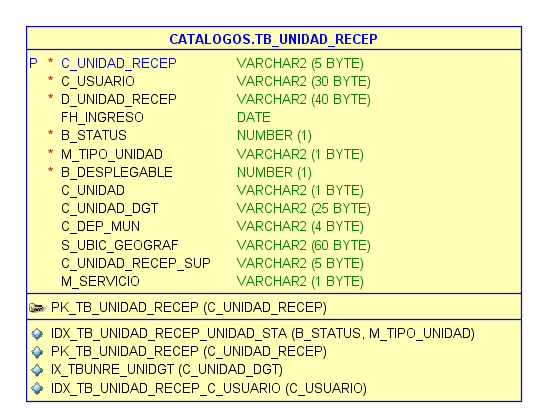 CATALOGOS.TB_UNIDAD_RECEP
P * C_UNIDAD_RECEP VARCHAR2 (5 BYTE)
* C_USUARIO VARCHAR2 (30 BYTE)
* D_UNIDAD_RECEP VARCHAR2 (40 BYTE)
FH_INGRESO DATE
* B_STATUS NUMBER (1)
* M_TIPO_UNIDAD VARCHAR2 (1 BYTE)
* B_DESPLEGABLE NUMBER (1)
C_UNIDAD VARCHAR2 (1 BYTE)
C_UNIDAD_DGT VARCHAR2 (25 BYTE)
C_DEP_MUN VARCHAR2 (4 BYTE)
S_UBIC_GEOGRAF VARCHAR2 (60 BYTE)
C_UNIDAD_RECEP_SUP VARCHAR2 (5 BYTE)
M_SERVICIO VARCHAR2 (1 BYTE)
PK_TB_UNIDAD_RECEP (C_UNIDAD_RECEP)
IDX_TB_UNIDAD_RECEP_UNIDAD_STA (B_STATUS, M_TIPO_UNIDAD)
PK_TB_UNIDAD_RECEP (C_UNIDAD_RECEP)
IX_TBUNRE_UNIDGT (C_UNIDAD_DGT)
IDX_TB_UNIDAD_RECEP_C_USUARIO (C_USUARIO)